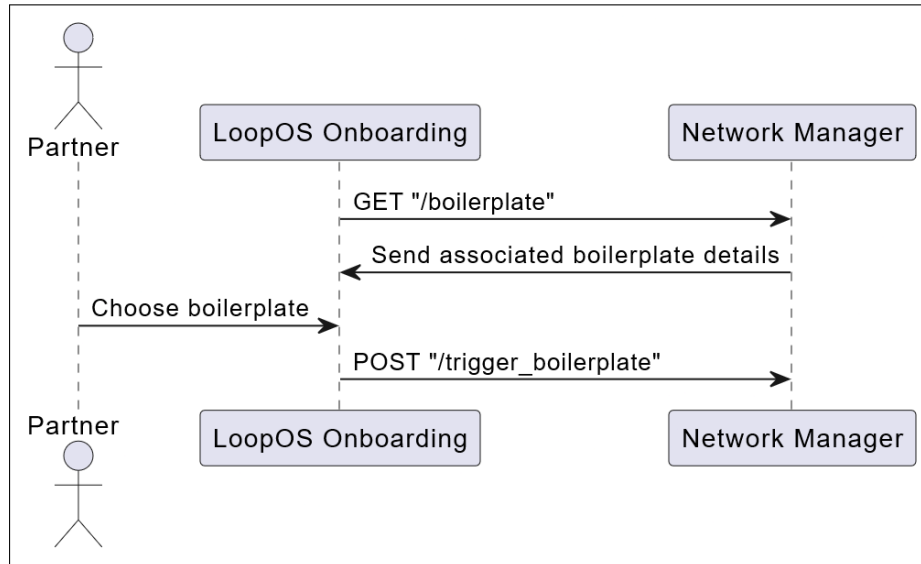 Partner
LoopOS Onboarding
Network Manager
GET "/boilerplate"
Send associated boilerplate details
Choose boilerplate
POST "/trigger_boilerplate"
Partner
LoopOS Onboarding
Network Manager